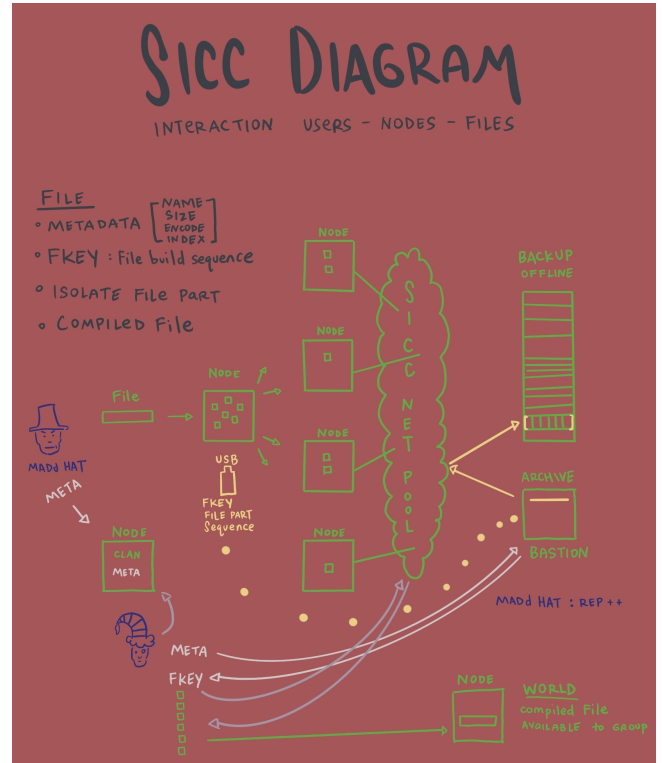 SICC DIAGRAM
INTERACTION USERS - NODES - FILES
FILE
METADATA [NAME
SIZE
ENCODE
INDEX]
FKEY : File build sequence
ISOLATE FILE PART
COMPILED FILE
NODE
NODE
NODE
NODE
SICC NET POOL
BACKUP
OFFLINE
File
NODE
MADD HAT
META
USB
FKEY
FILE PART
Sequence
ARCHIVE
BASTION
NODE
CLAN
META
MADD HAT : REP ++
META
FKEY
NODE
WORLD
compiled File
AVAILABLE to GROUP